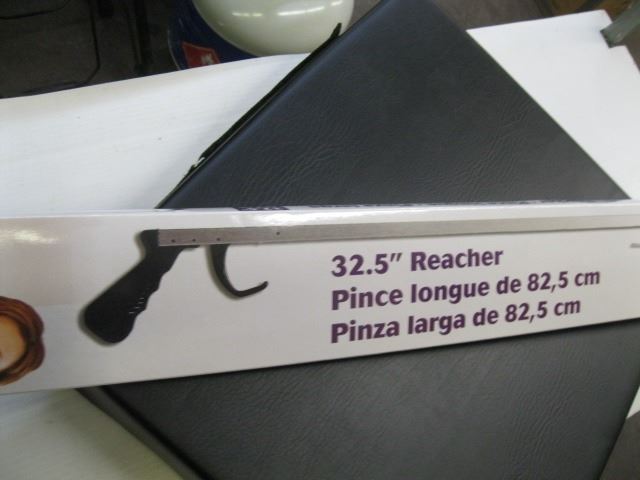 32.5" Reacher
Pince longue de 82,5 cm
Pinza larga de 82,5 cm